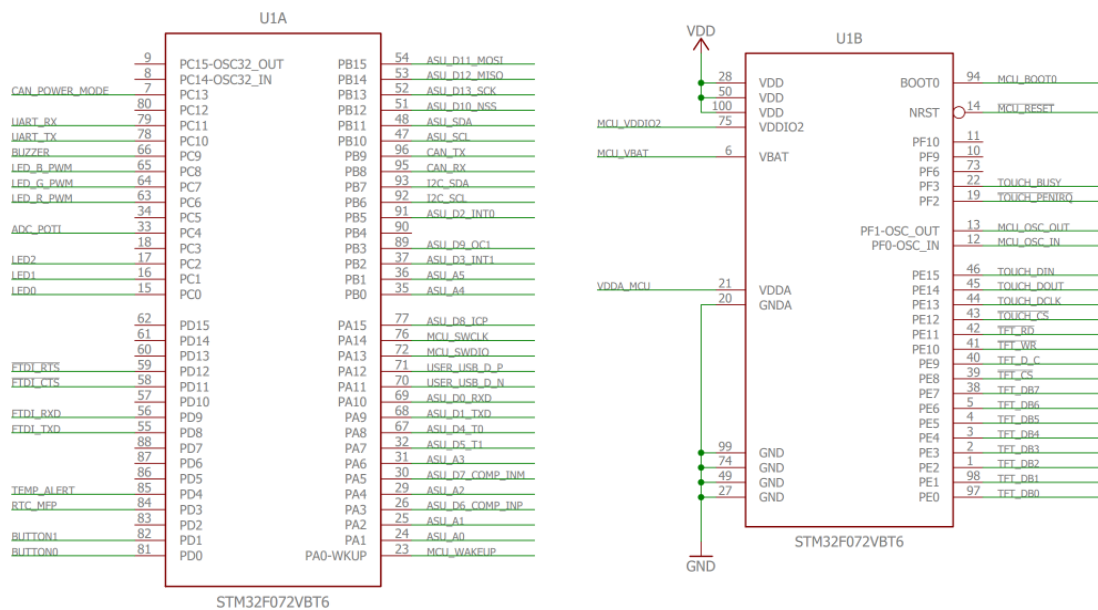 U1A
9 PC15-OSC32_OUT PB15 54 ASU_D11_MOSI
8 PC14-OSC32_IN PB14 53 ASU_D12_MISO
CAN_POWER_MODE 7 PC13 PB13 52 ASU_D13_SCK
80 PC12 PB12 51 ASU_D10_NSS
UART_RX 79 PC11 PB11 48 ASU_SDA
UART_TX 78 PC10 PB10 47 ASU_SCL
BUZZER 66 PC9 PB9 96 CAN_TX
LED_B_PWM 65 PC8 PB8 95 CAN_RX
LED_G_PWM 64 PC7 PB7 93 I2C_SDA
LED_R_PWM 63 PC6 PB6 92 I2C_SCL
34 PC5 PB5 91 ASU_D2_INT0
ADC_POTI 33 PC4 PB4 90
18 PC3 PB3 89 ASU_D9_OC1
LED2 17 PC2 PB2 37 ASU_D3_INT1
LED1 16 PC1 PB1 36 ASU_A5
LED0 15 PC0 PB0 35 ASU_A4
62 PD15 PA15 77 ASU_D8_ICP
61 PD14 PA14 76 MCU_SWCLK
60 PD13 PA13 72 MCU_SWDIO
FTDI_RTS 59 PD12 PA12 71 USER_USB_D_P
FTDI_CTS 58 PD11 PA11 70 USER_USB_D_N
57 PD10 PA10 69 ASU_D0_RXD
FTDI_RXD 56 PD9 PA9 68 ASU_D1_TXD
FTDI_TXD 55 PD8 PA8 67 ASU_D4_T0
88 PD7 PA7 32 ASU_D5_T1
87 PD6 PA6 31 ASU_A3
86 PD5 PA5 30 ASU_D7_COMP_INM
TEMP_ALERT 85 PD4 PA4 29 ASU_A2
RTC_MFP 84 PD3 PA3 26 ASU_D6_COMP_INP
83 PD2 PA2 25 ASU_A1
BUTTON1 82 PD1 PA1 24 ASU_A0
BUTTON0 81 PD0 PA0-WKUP 23 MCU_WAKEUP
STM32F072VBT6
VDD
U1B
28 VDD BOOT0 94 MCU_BOOT0
50 VDD
100 VDD NRST 14 MCU_RESET
MCU_VDDIO2 75 VDDIO2
PF10 11
MCU_VBAT 6 VBAT PF9 10
PF6 73
PF3 22 TOUCH_BUSY
PF2 19 TOUCH_PENIRQ
PF1-OSC_OUT 13 MCU_OSC_OUT
PF0-OSC_IN 12 MCU_OSC_IN
PE15 46 TOUCH_DIN
VDDA_MCU 21 VDDA PE14 45 TOUCH_DOUT
20 GNDA PE13 44 TOUCH_DCLK
PE12 43 TOUCH_CS
PE11 42 TFT_RD
PE10 41 TFT_WR
PE9 40 TFT_D_C
PE8 39 TFT_CS
PE7 38 TFT_DB7
PE6 5 TFT_DB6
PE5 4 TFT_DB5
PE4 3 TFT_DB4
99 GND PE3 2 TFT_DB3
74 GND PE2 1 TFT_DB2
49 GND PE1 98 TFT_DB1
27 GND PE0 97 TFT_DB0
STM32F072VBT6
GND